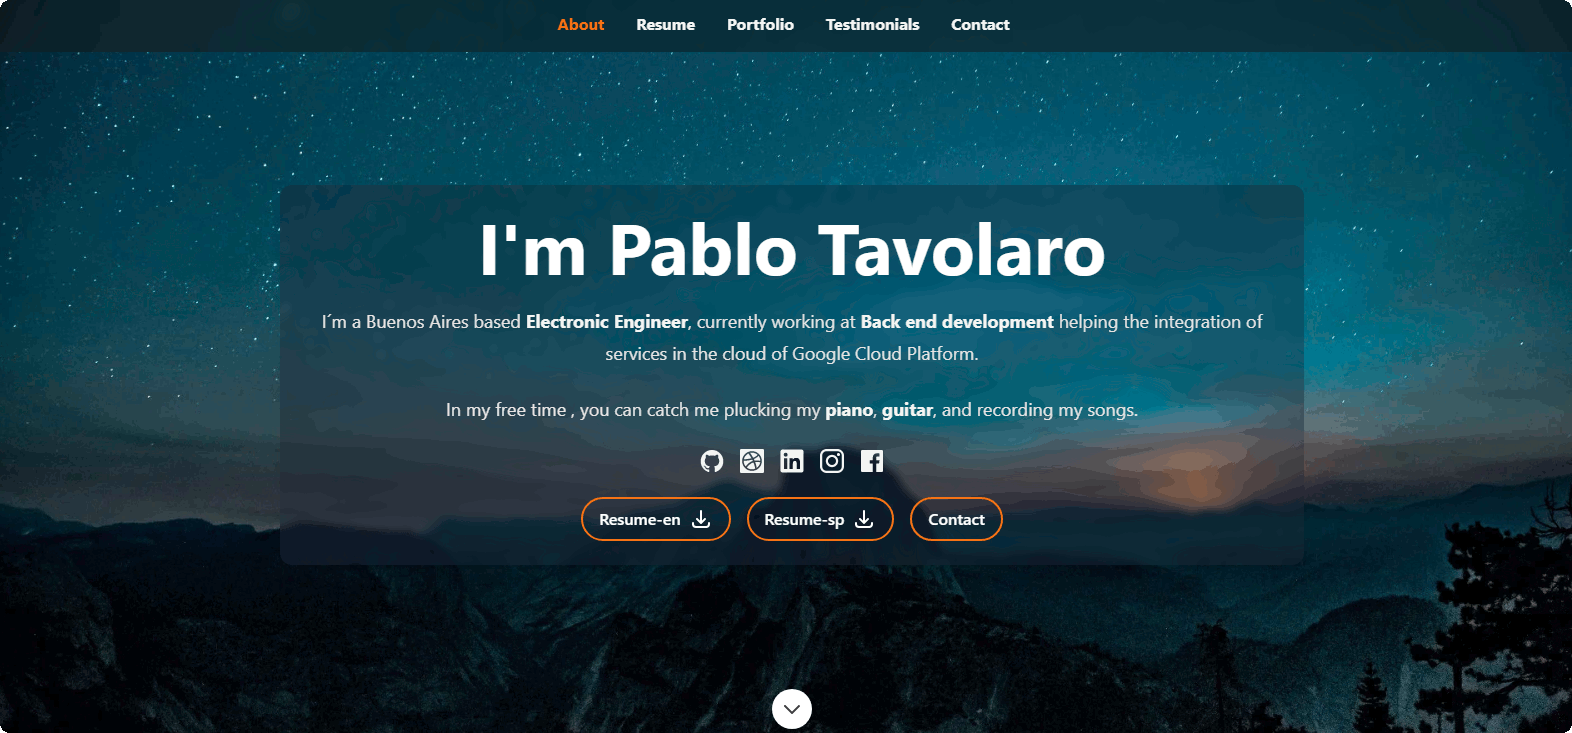 About Resume Portfolio Testimonials Contact
I'm Pablo Tavolaro
I´m a Buenos Aires based Electronic Engineer, currently working at Back end development helping the integration of
services in the cloud of Google Cloud Platform.
In my free time , you can catch me plucking my piano, guitar, and recording my songs.
Resume-en Resume-sp Contact